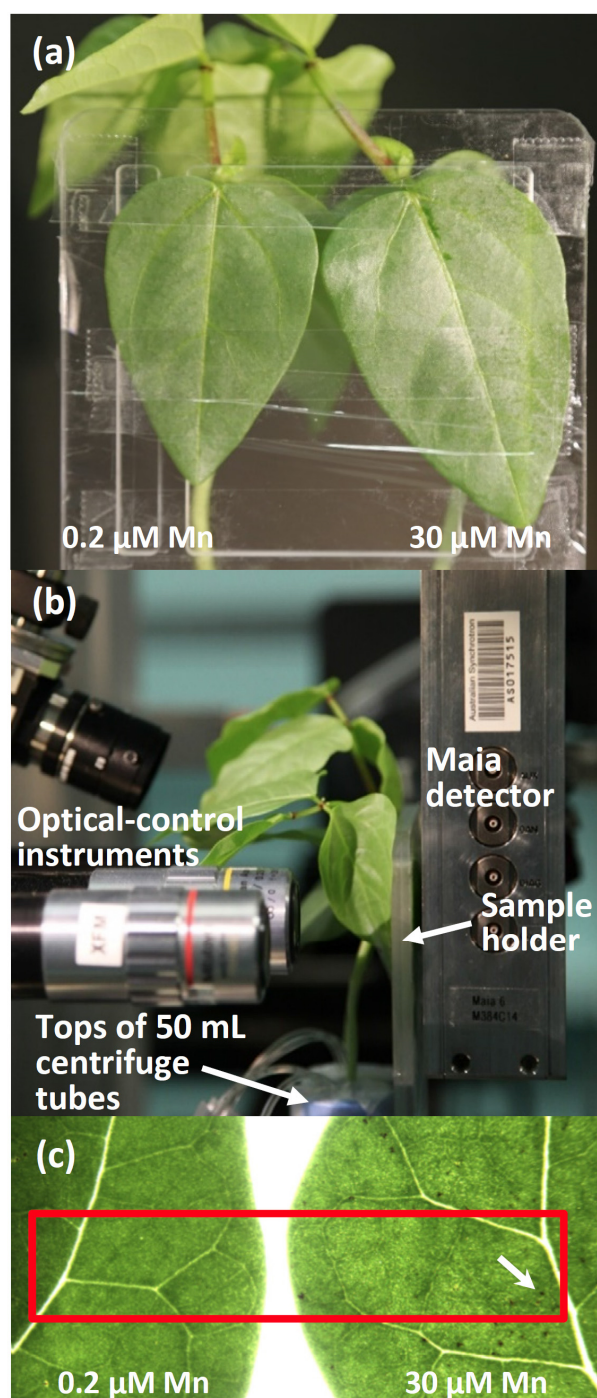 (a)
0.2 µM Mn
30 µM Mn
(b)
Australian Synchrotron
AS017515
Maia
detector
Optical-control
instruments
XFM
Sample
holder
Maia 6
M384C14
Tops of 50 mL
centrifuge
tubes
(c)
0.2 µM Mn
30 µM Mn